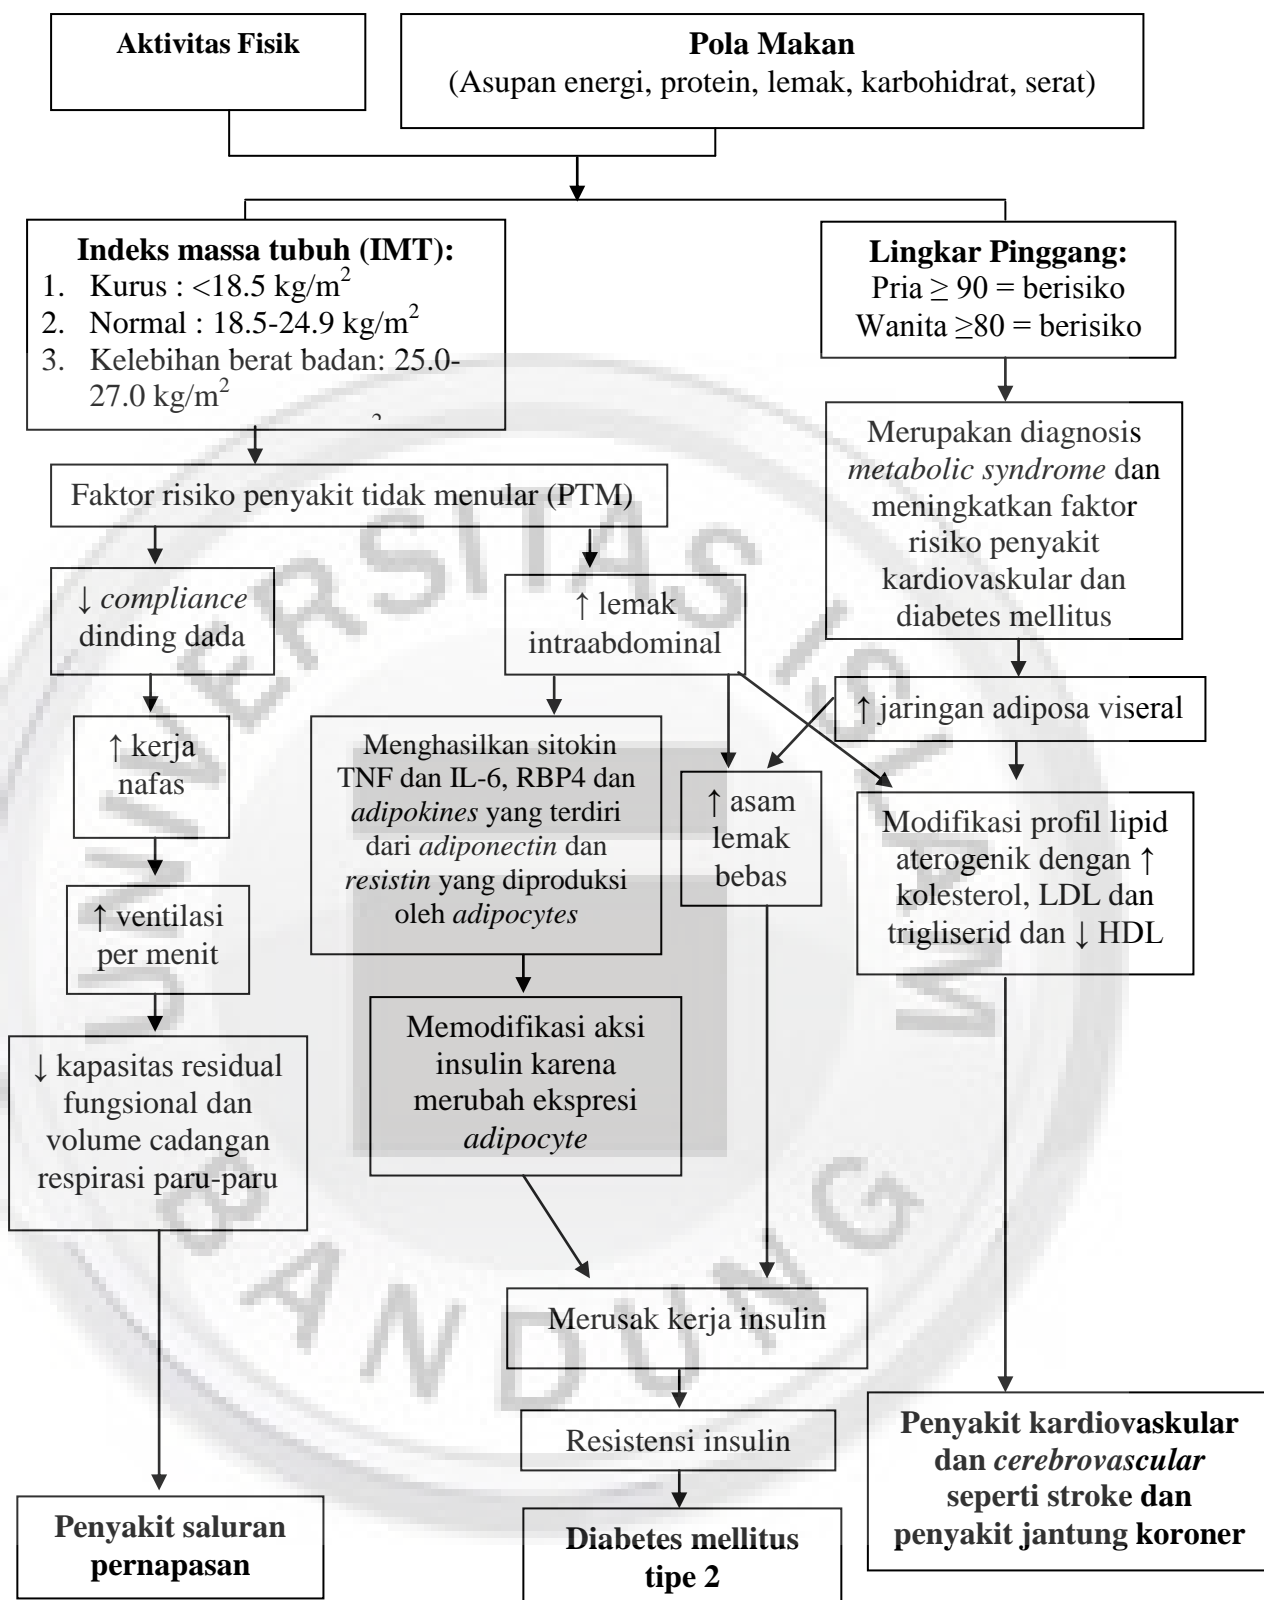 Aktivitas Fisik
Pola Makan
(Asupan energi, protein, lemak, karbohidrat, serat)
Indeks massa tubuh (IMT):
1. Kurus : <18.5 kg/m²
2. Normal : 18.5-24.9 kg/m²
3. Kelebihan berat badan: 25.0-
27.0 kg/m²
Lingkar Pinggang:
Pria ≥ 90 = berisiko
Wanita ≥80 = berisiko
Faktor risiko penyakit tidak menular (PTM)
Merupakan diagnosis
metabolic syndrome dan
meningkatkan faktor
risiko penyakit
kardiovaskular dan
diabetes mellitus
↓ compliance
dinding dada
↑ lemak
intraabdominal
↑ jaringan adiposa viseral
↑ kerja
nafas
Menghasilkan sitokin
TNF dan IL-6, RBP4 dan
adipokines yang terdiri
dari adiponectin dan
resistin yang diproduksi
oleh adipocytes
↑ asam
lemak
bebas
Modifikasi profil lipid
aterogenik dengan ↑
kolesterol, LDL dan
trigliserid dan ↓ HDL
↑ ventilasi
per menit
↓ kapasitas residual
fungsional dan
volume cadangan
respirasi paru-paru
Memodifikasi aksi
insulin karena
merubah ekspresi
adipocyte
Merusak kerja insulin
Resistensi insulin
Penyakit kardiovaskular
dan cerebrovascular
seperti stroke dan
penyakit jantung koroner
Penyakit saluran
pernapasan
Diabetes mellitus
tipe 2
UNIVERSITAS ISLAM
BANDUNG